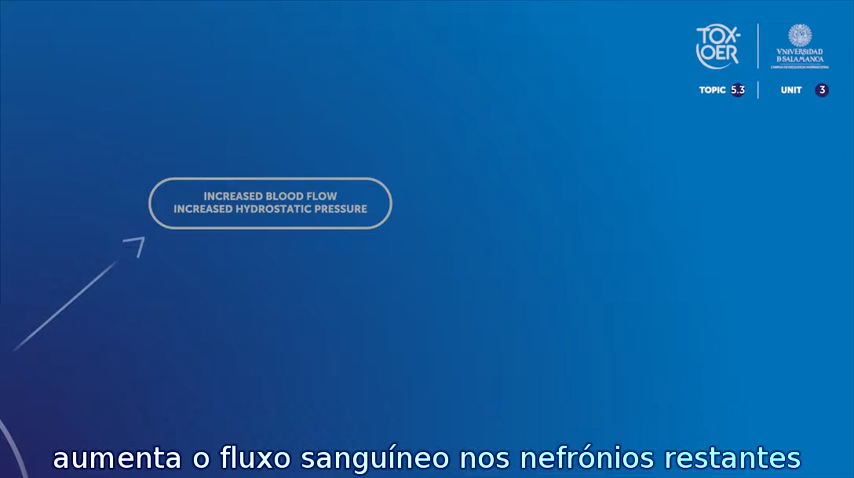 TOX-
OER
VNIVERSIDAD
D SALAMANCA
TOPIC 5.3
UNIT 3
INCREASED BLOOD FLOW
INCREASED HYDROSTATIC PRESSURE
aumenta o fluxo sanguíneo nos nefrónios restantes